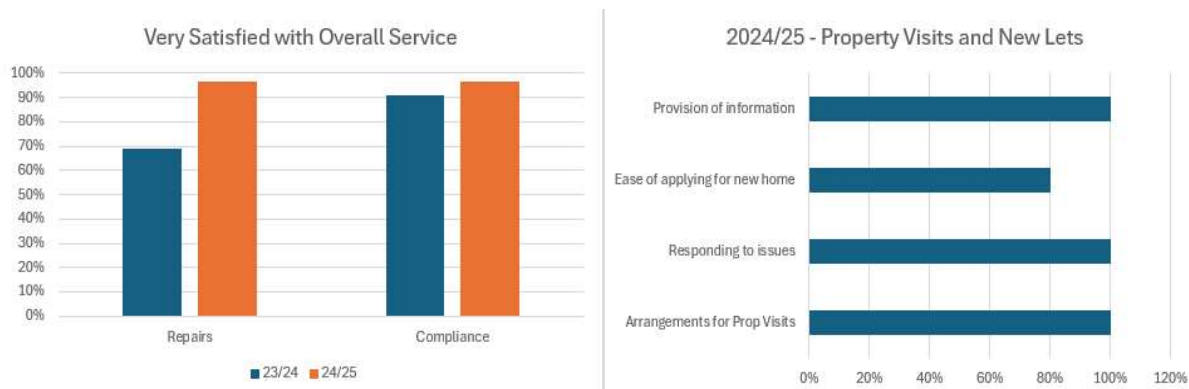 Very Satisfied with Overall Service
100%
90%
80%
70%
60%
50%
40%
30%
20%
10%
0%
Repairs
Compliance
23/24
24/25
2024/25 - Property Visits and New Lets
Provision of information
Ease of applying for new home
Responding to issues
Arrangements for Prop Visits
0%
20%
40%
60%
80%
100%
120%